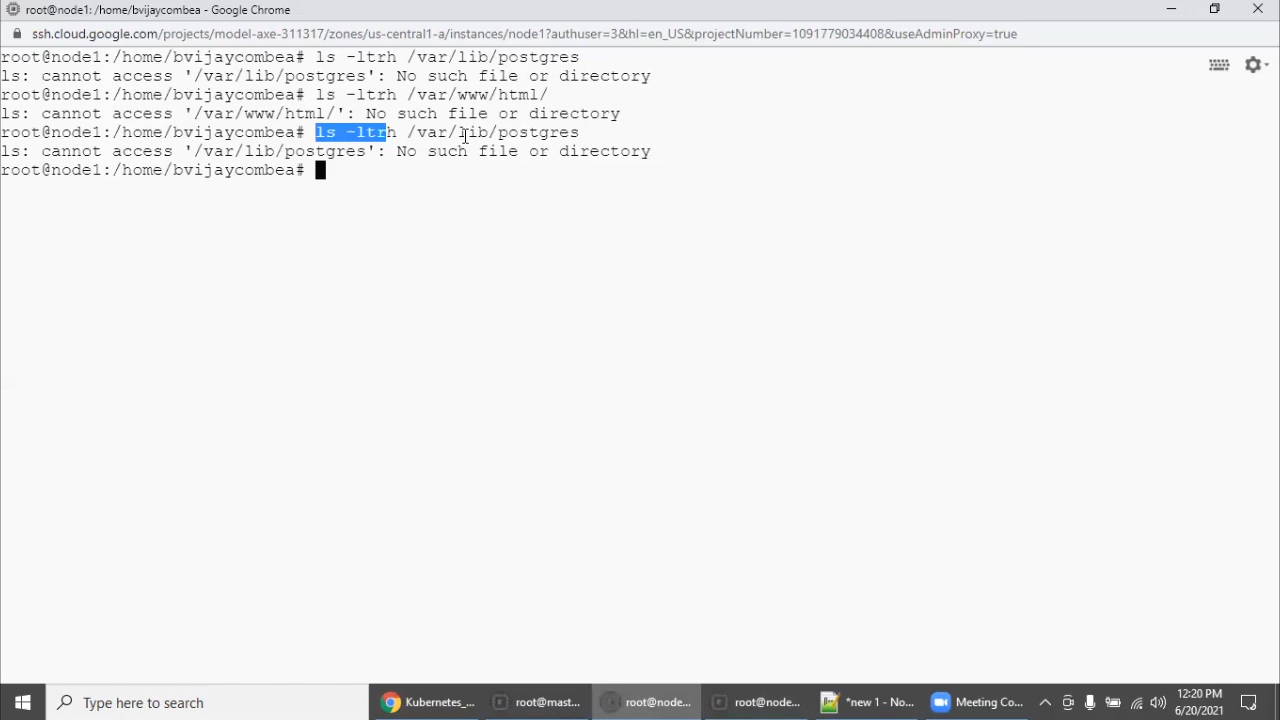 root@node1: /home/bvijaycombea - Google Chrome
ssh.cloud.google.com/projects/model-axe-311317/zones/us-central1-a/instances/node1?authuser=3&hl=en_US&projectNumber=1091779034408&useAdminProxy=true
root@node1:/home/bvijaycombea# ls -ltrh /var/lib/postgres
ls: cannot access '/var/lib/postgres': No such file or directory
root@node1:/home/bvijaycombea# ls -ltrh /var/www/html/
ls: cannot access '/var/www/html/': No such file or directory
root@node1:/home/bvijaycombea# ls -ltrh /var/lib/postgres
ls: cannot access '/var/lib/postgres': No such file or directory
root@node1:/home/bvijaycombea#
Type here to search
Kubernetes_...
root@mast...
root@node...
root@node...
*new 1 - No...
Meeting Co...
12:20 PM
6/20/2021